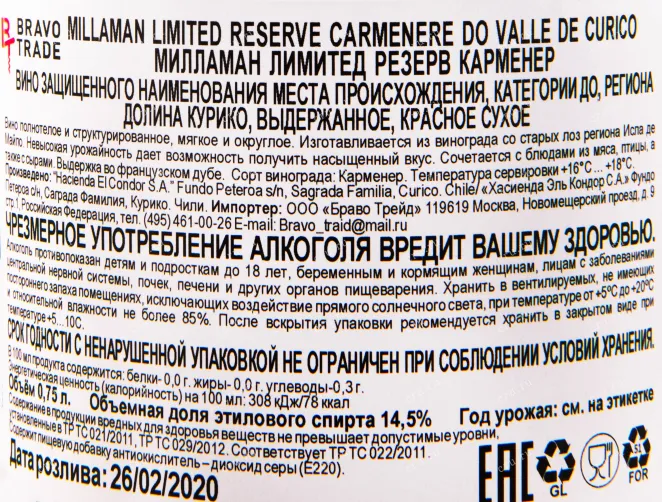 BRAVO TRADE
MILLAMAN LIMITED RESERVE CARMENERE DO VALLE DE CURICO
МИЛЛАМАН ЛИМИТЕД РЕЗЕРВ КАРМЕНЕР
ВИНО ЗАЩИЩЕННОГО НАИМЕНОВАНИЯ МЕСТА ПРОИСХОЖДЕНИЯ, КАТЕГОРИИ ДО, РЕГИОНА
ДОЛИНА КУРИКО, ВЫДЕРЖАННОЕ, КРАСНОЕ СУХОЕ
Вино полнотелое и структурированное, мягкое и округлое. Изготавливается из винограда со старых лоз региона Исла де
Майпо. Невысокая урожайность дает возможность получить насыщенный вкус. Сочетается с блюдами из мяса, птицы, а
также с сырами. Выдержка во французском дубе. Сорт винограда: Карменер. Температура сервировки +16°C ... +18°C.
Произведено: "Hacienda El Condor S.A." Fundo Peteroa s/n, Sagrada Familia, Curico. Chile/ «Хасиенда Эль Кондор С.А.» Фундо
Петероа с/н, Саграда Фамилия, Курико. Чили. Импортер: ООО «Браво Трейд» 119619 Москва, Новомещерский проезд, д. 9
стр.1, Российская Федерация, тел. (495) 461-00-26 E-mail: Bravo_traid@mail.ru
ЧРЕЗМЕРНОЕ УПОТРЕБЛЕНИЕ АЛКОГОЛЯ ВРЕДИТ ВАШЕМУ ЗДОРОВЬЮ.
Алкоголь противопоказан детям и подросткам до 18 лет, беременным и кормящим женщинам, лицам с заболеваниями
центральной нервной системы, почек, печени и других органов пищеварения. Хранить в вентилируемых, не имеющих
постороннего запаха помещениях, исключающих воздействие прямого солнечного света, при температуре от +5°C до +20°C
и относительной влажности не более 85%. После вскрытия упаковки рекомендуется хранить в закрытом виде при
температуре +5...10C.
СРОК ГОДНОСТИ С НЕНАРУШЕННОЙ УПАКОВКОЙ НЕ ОГРАНИЧЕН ПРИ СОБЛЮДЕНИИ УСЛОВИЙ ХРАНЕНИЯ.
В 100 мл продукта содержится: белки- 0,0 г. жиры- 0,0 г. углеводы-0,3 г.
Энергетическая ценность (калорийность) на 100 мл: 308 кДж/78 ккал
Объём 0,75 л. Объемная доля этилового спирта 14,5% Год урожая: см. на этикетке
Содержание в продукции вредных для здоровья веществ не превышает допустимые уровни,
установленные в ТР ТС 021/2011, ТР ТС 029/2012. Соответствует ТР ТС 022/2011.
Содержит пищевую добавку антиокислитель – диоксид серы (E220).
Дата розлива: 26/02/2020
EAC GL 51 FOR